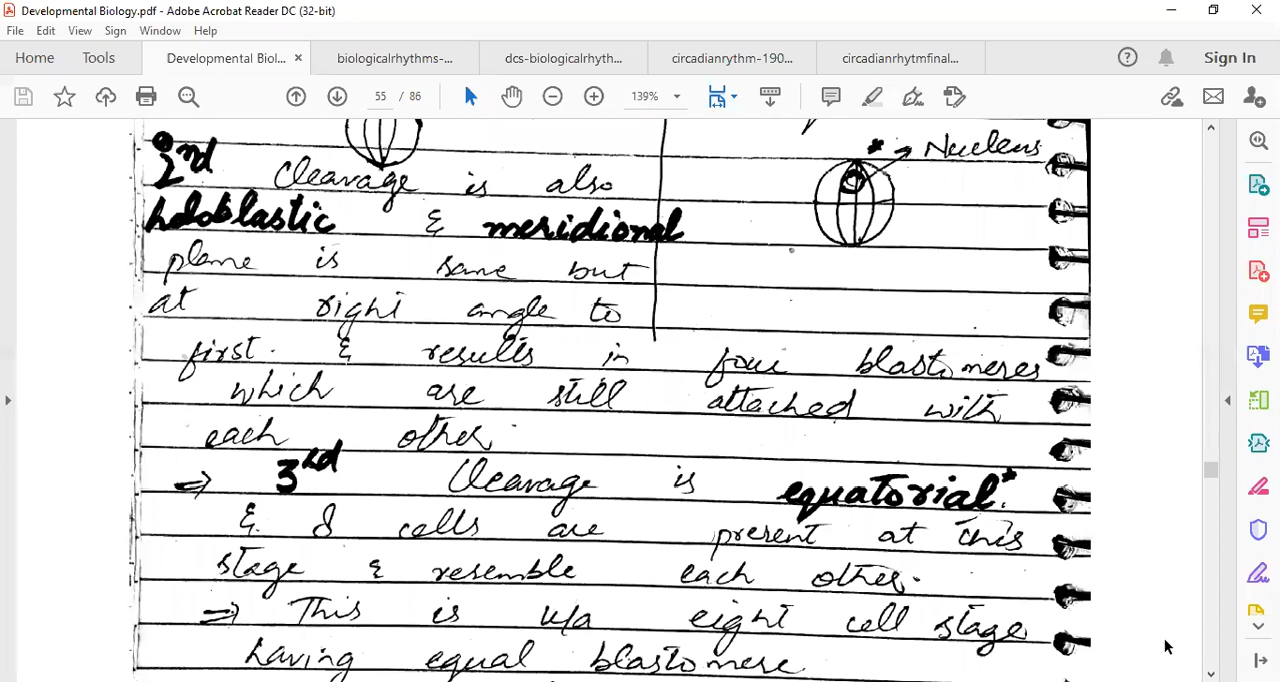 Developmental Biology.pdf - Adobe Acrobat Reader DC (32-bit)
File Edit View Sign Window Help
Home Tools Developmental Biol... × biologicalrhythms-... dcs-biologicalrhyth... circadianrythm-190... circadianrhytmfinal... Sign In
55 / 86 139%
* → Nucleus
2nd Cleavage is also
holoblastic & meridional
plane is same but
at right angle to
first. & results in four blastomeres
which are still attached with
each other.
⇒ 3rd Cleavage is equatorial*.
& 8 cells are present at this
stage & resemble each other.
⇒ This is u/a eight cell stage
having equal blastomere